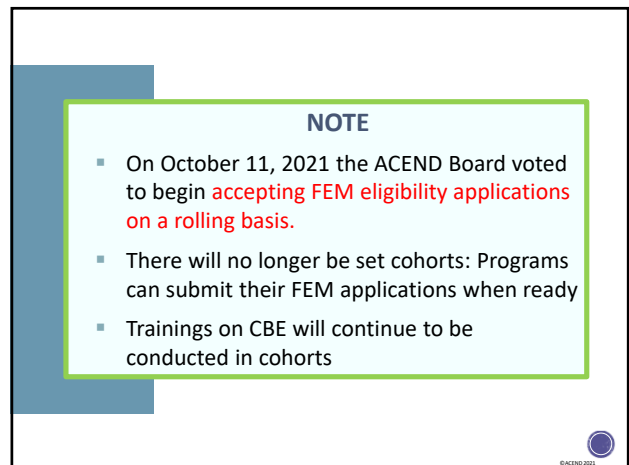 NOTE
▪ On October 11, 2021 the ACEND Board voted
to begin accepting FEM eligibility applications
on a rolling basis.
▪ There will no longer be set cohorts: Programs
can submit their FEM applications when ready
▪ Trainings on CBE will continue to be
conducted in cohorts
©ACEND 2021